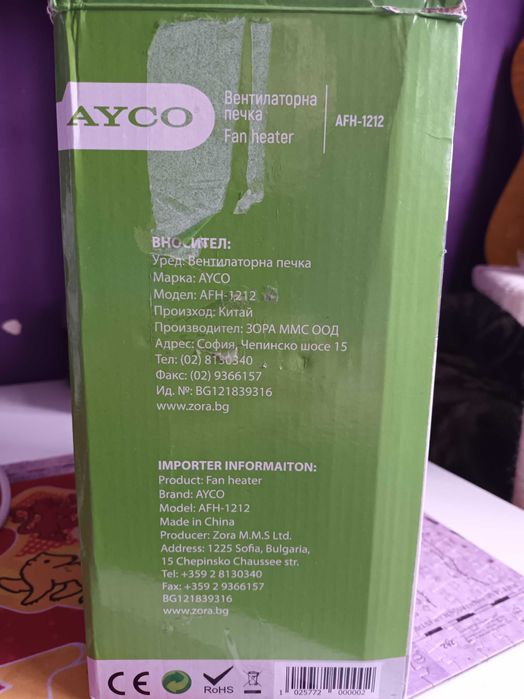 AYCO
Вентилаторна
печка
Fan heater
AFH-1212
ВНОСИТЕЛ:
Уред: Вентилаторна печка
Марка: AYCO
Модел: AFH-1212
Произход: Китай
Производител: ЗОРА ММС ООД
Адрес: София, Чепинско шосе 15
Тел: (02) 8130340
Факс: (02) 9366157
Ид. №: BG121839316
www.zora.bg
IMPORTER INFORMAITON:
Product: Fan heater
Brand: AYCO
Model: AFH-1212
Made in China
Producer: Zora M.M.S Ltd.
Address: 1225 Sofia, Bulgaria,
15 Chepinsko Chaussee str.
Tel: +359 2 8130340
Fax: +359 2 9366157
BG121839316
www.zora.bg
CE
RoHS
1 025772 000002